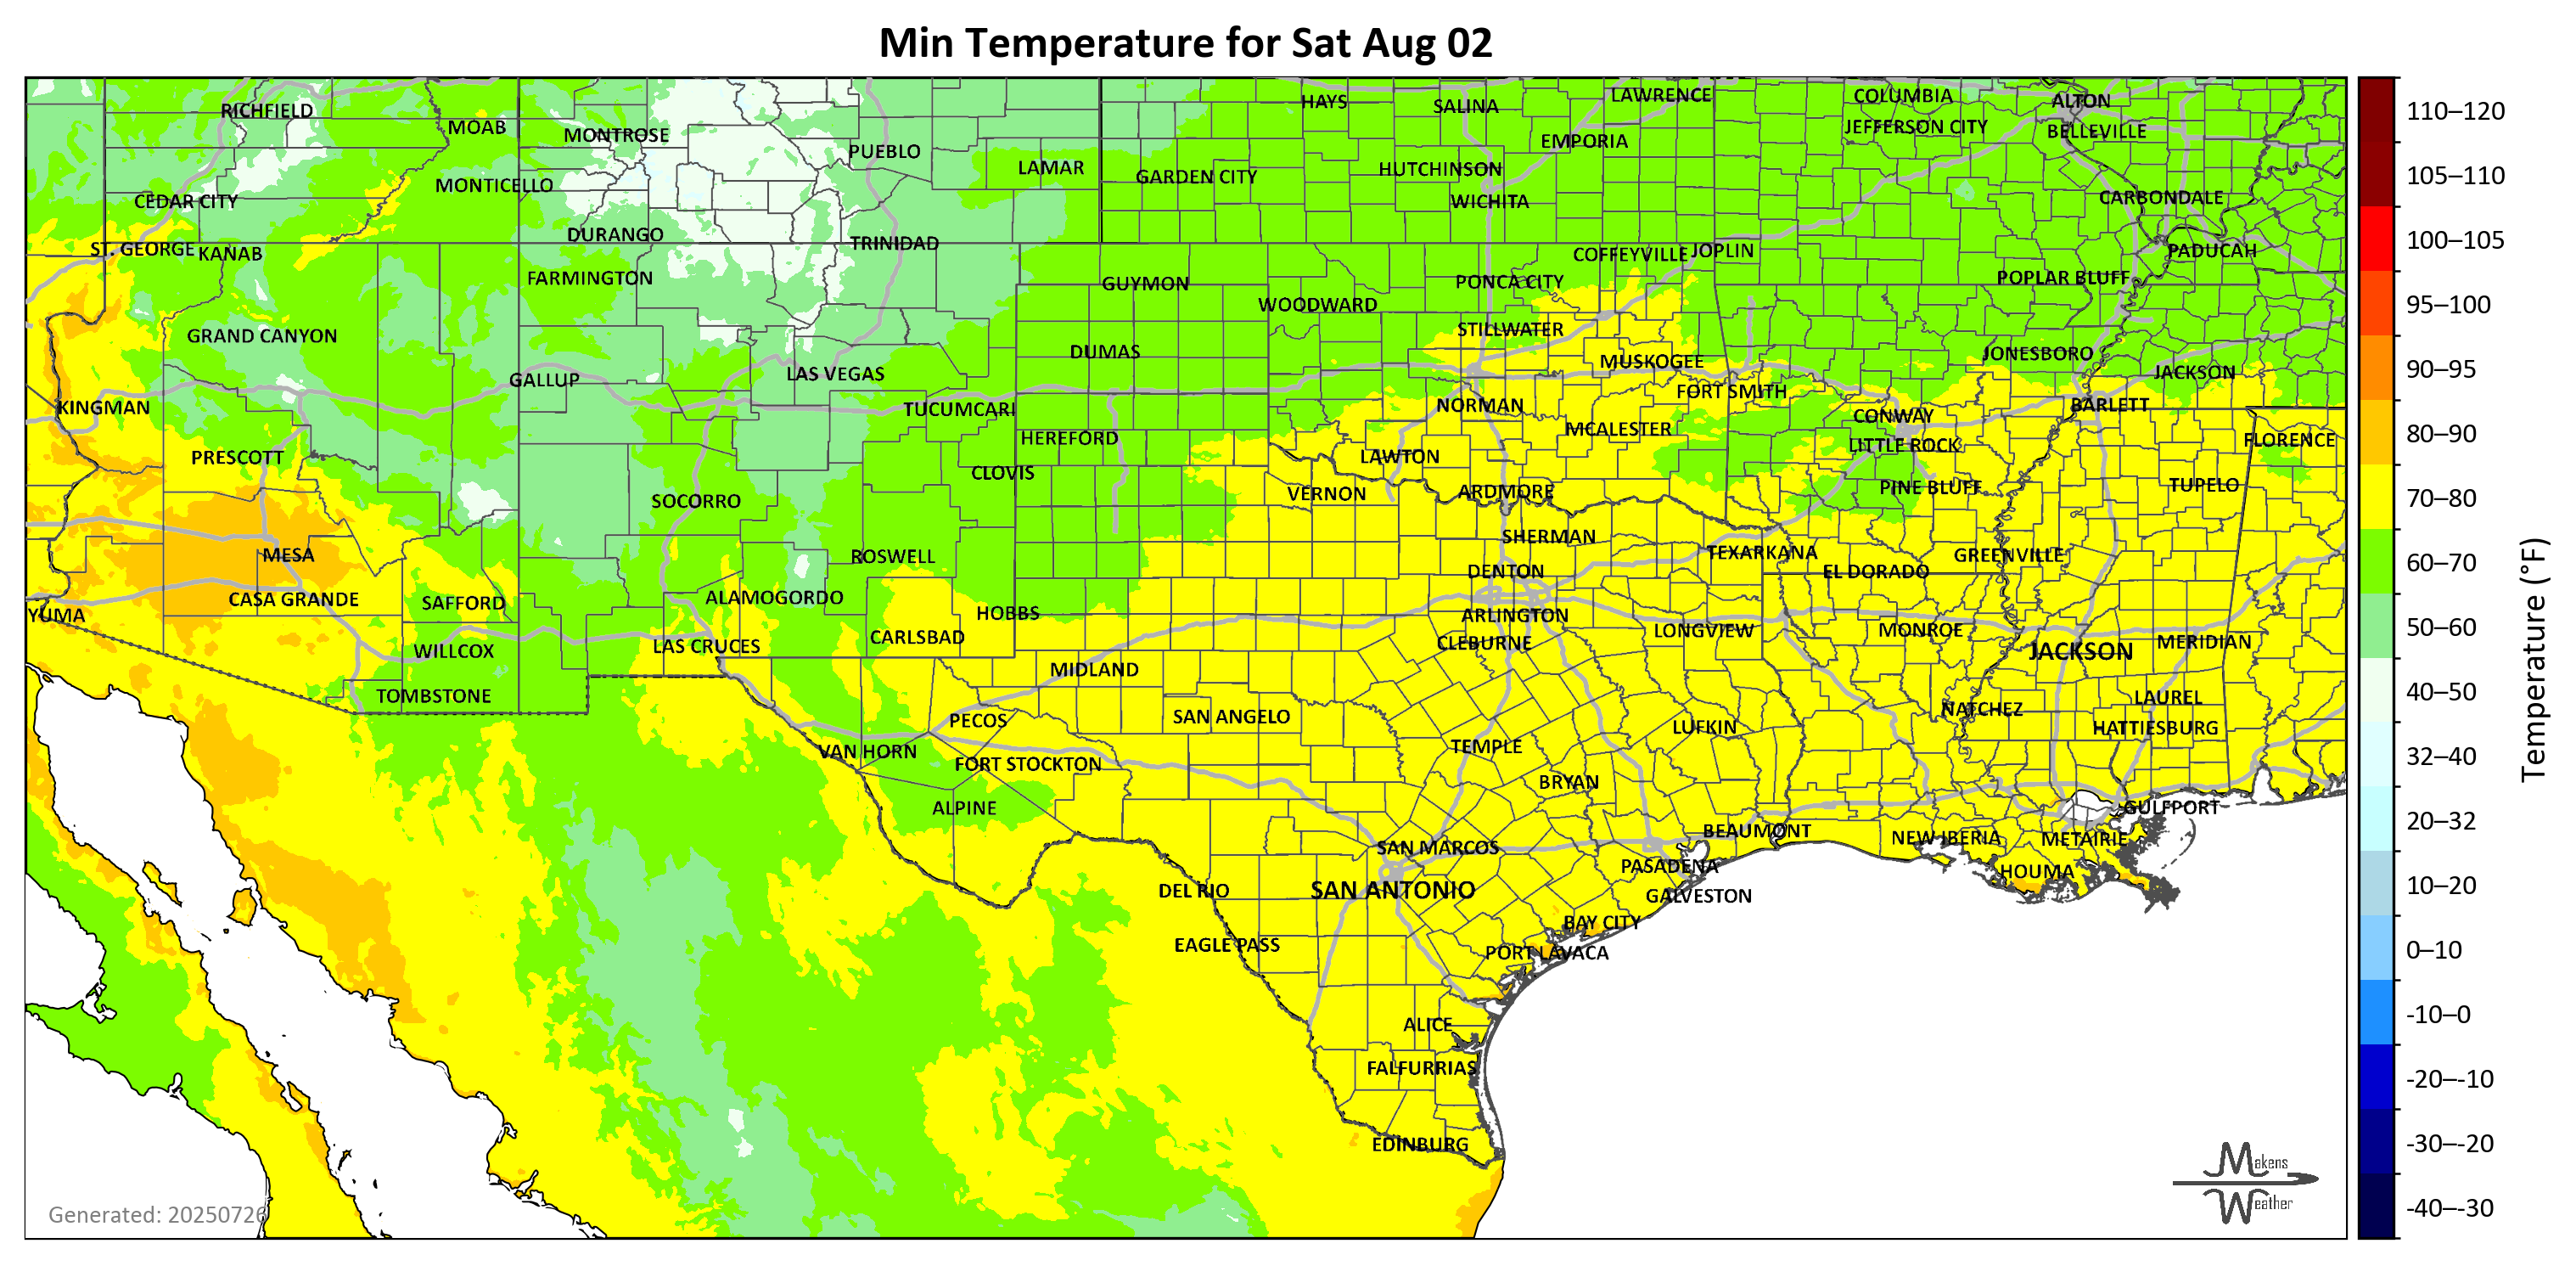 Min Temperature for Sat Aug 02
RICHFIELD
MOAB
MONTROSE
PUEBLO
LAMAR
HAYS
SALINA
LAWRENCE
COLUMBIA
ALTON
JEFFERSON CITY
BELLEVILLE
EMPORIA
HUTCHINSON
GARDEN CITY
MONTICELLO
CEDAR CITY
WICHITA
CARBONDALE
DURANGO
TRINIDAD
ST. GEORGE
KANAB
COFFEYVILLE
JOPLIN
PADUCAH
FARMINGTON
GUYMON
PONCA CITY
POPLAR BLUFF
WOODWARD
GRAND CANYON
STILLWATER
DUMAS
MUSKOGEE
JONESBORO
JACKSON
GALLUP
LAS VEGAS
FORT SMITH
KINGMAN
TUCUMCARI
NORMAN
BARLETT
CONWAY
HEREFORD
MCALESTER
LITTLE ROCK
FLORENCE
PRESCOTT
LAWTON
CLOVIS
SOCORRO
VERNON
ARDMORE
PINE BLUFF
TUPELO
SHERMAN
MESA
ROSWELL
TEXARKANA
GREENVILLE
DENTON
EL DORADO
CASA GRANDE
SAFFORD
ALAMOGORDO
HOBBS
ARLINGTON
YUMA
CARLSBAD
CLEBURNE
LONGVIEW
MONROE
MERIDIAN
WILLCOX
LAS CRUCES
JACKSON
MIDLAND
TOMBSTONE
LAUREL
PECOS
SAN ANGELO
NATCHEZ
LUFKIN
HATTIESBURG
VAN HORN
TEMPLE
FORT STOCKTON
BRYAN
ALPINE
GULFPORT
BEAUMONT
NEW IBERIA
METAIRIE
SAN MARCOS
PASADENA
HOUMA
DEL RIO
SAN ANTONIO
GALVESTON
BAY CITY
EAGLE PASS
PORT LAVACA
ALICE
FALFURRIAS
EDINBURG
Generated: 20250726
Makens
Weather
110–120
105–110
100–105
95–100
90–95
80–90
70–80
60–70
50–60
40–50
32–40
20–32
10–20
0–10
-10–0
-20–-10
-30–-20
-40–-30
Temperature (°F)